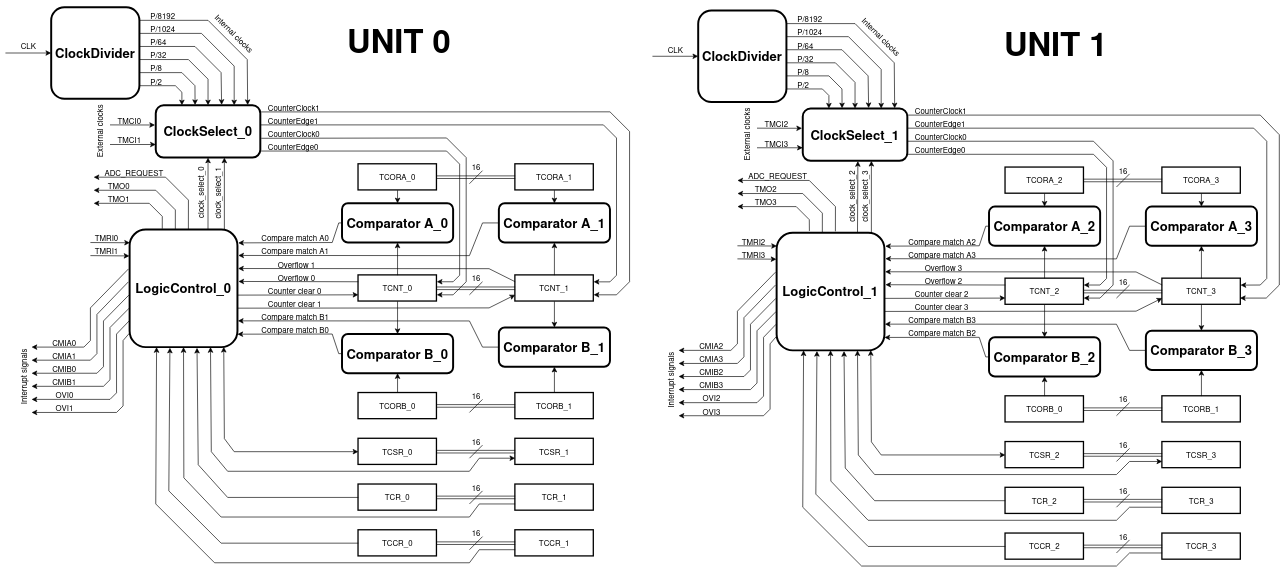 UNIT 0
CLK
ClockDivider
P/8192
P/1024
P/64
P/32
P/8
P/2
Internal clocks
External clocks
TMCI0
TMCI1
ClockSelect_0
CounterClock1
CounterEdge1
CounterClock0
CounterEdge0
ADC_REQUEST
TMO0
TMO1
clock_select_0
clock_select_1
TCORA_0
16
TCORA_1
Comparator A_0
Comparator A_1
TMRI0
TMRI1
LogicControl_0
Compare match A0
Compare match A1
Overflow 1
Overflow 0
Counter clear 0
Counter clear 1
Compare match B1
Compare match B0
TCNT_0
16
TCNT_1
Comparator B_0
Comparator B_1
Interrupt signals
CMIA0
CMIA1
CMIB0
CMIB1
OVI0
OVI1
TCORB_0
16
TCORB_1
TCSR_0
16
TCSR_1
TCR_0
16
TCR_1
TCCR_0
16
TCCR_1
UNIT 1
CLK
ClockDivider
P/8192
P/1024
P/64
P/32
P/8
P/2
Internal clocks
External clocks
TMCI2
TMCI3
ClockSelect_1
CounterClock1
CounterEdge1
CounterClock0
CounterEdge0
ADC_REQUEST
TMO2
TMO3
clock_select_2
clock_select_3
TCORA_2
16
TCORA_3
Comparator A_2
Comparator A_3
TMRI2
TMRI3
LogicControl_1
Compare match A2
Compare match A3
Overflow 3
Overflow 2
Counter clear 2
Counter clear 3
Compare match B3
Compare match B2
TCNT_2
16
TCNT_3
Comparator B_2
Comparator B_3
Interrupt signals
CMIA2
CMIA3
CMIB2
CMIB3
OVI2
OVI3
TCORB_0
16
TCORB_1
TCSR_2
16
TCSR_3
TCR_2
16
TCR_3
TCCR_2
16
TCCR_3